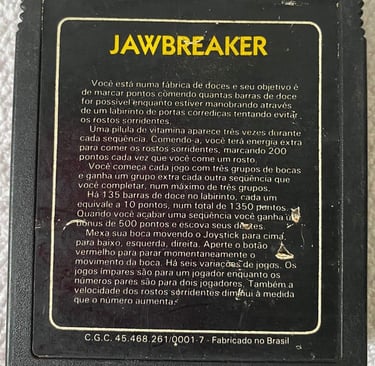 JAWBREAKER
Você está numa fábrica de doces e seu objetivo é
de marcar pontos comendo quantas barras de doce
for possivel enquanto estiver manobrando através
de um labirinto de portas corrediças tentando evitar
os rostos sorridentes.
Uma pílula de vitamina aparece três vezes durante
cada seqüência. Comendo-a, você terá energia extra
para comer os rostos sorridentes, marcando 200
pontos cada vez que você come um rosto.
Você começa cada jogo com três grupos de bocas
e ganha um grupo extra cada outra seqüência que
você completar, num máximo de três grupos.
Há 135 barras de doce no labirinto, cada um
equivale a 10 pontos, num total de 1350 pontos.
Quando você acabar uma seqüência você ganha um
bônus de 500 pontos e escova seus dentes.
Mexa sua boca movendo o Joystick para cima,
para baixo, esquerda, direita. Aperte o botão
vermelho para parar momentaneamente o
movimento da boca. Há seis variações de jogos. Os
jogos ímpares são para um jogador enquanto os
números pares são para dois jogadores. Também a
velocidade dos rostos sorridentes diminui à medida
que o número aumenta.
C.G.C. 45.468.261/0001-7 - Fabricado no Brasil